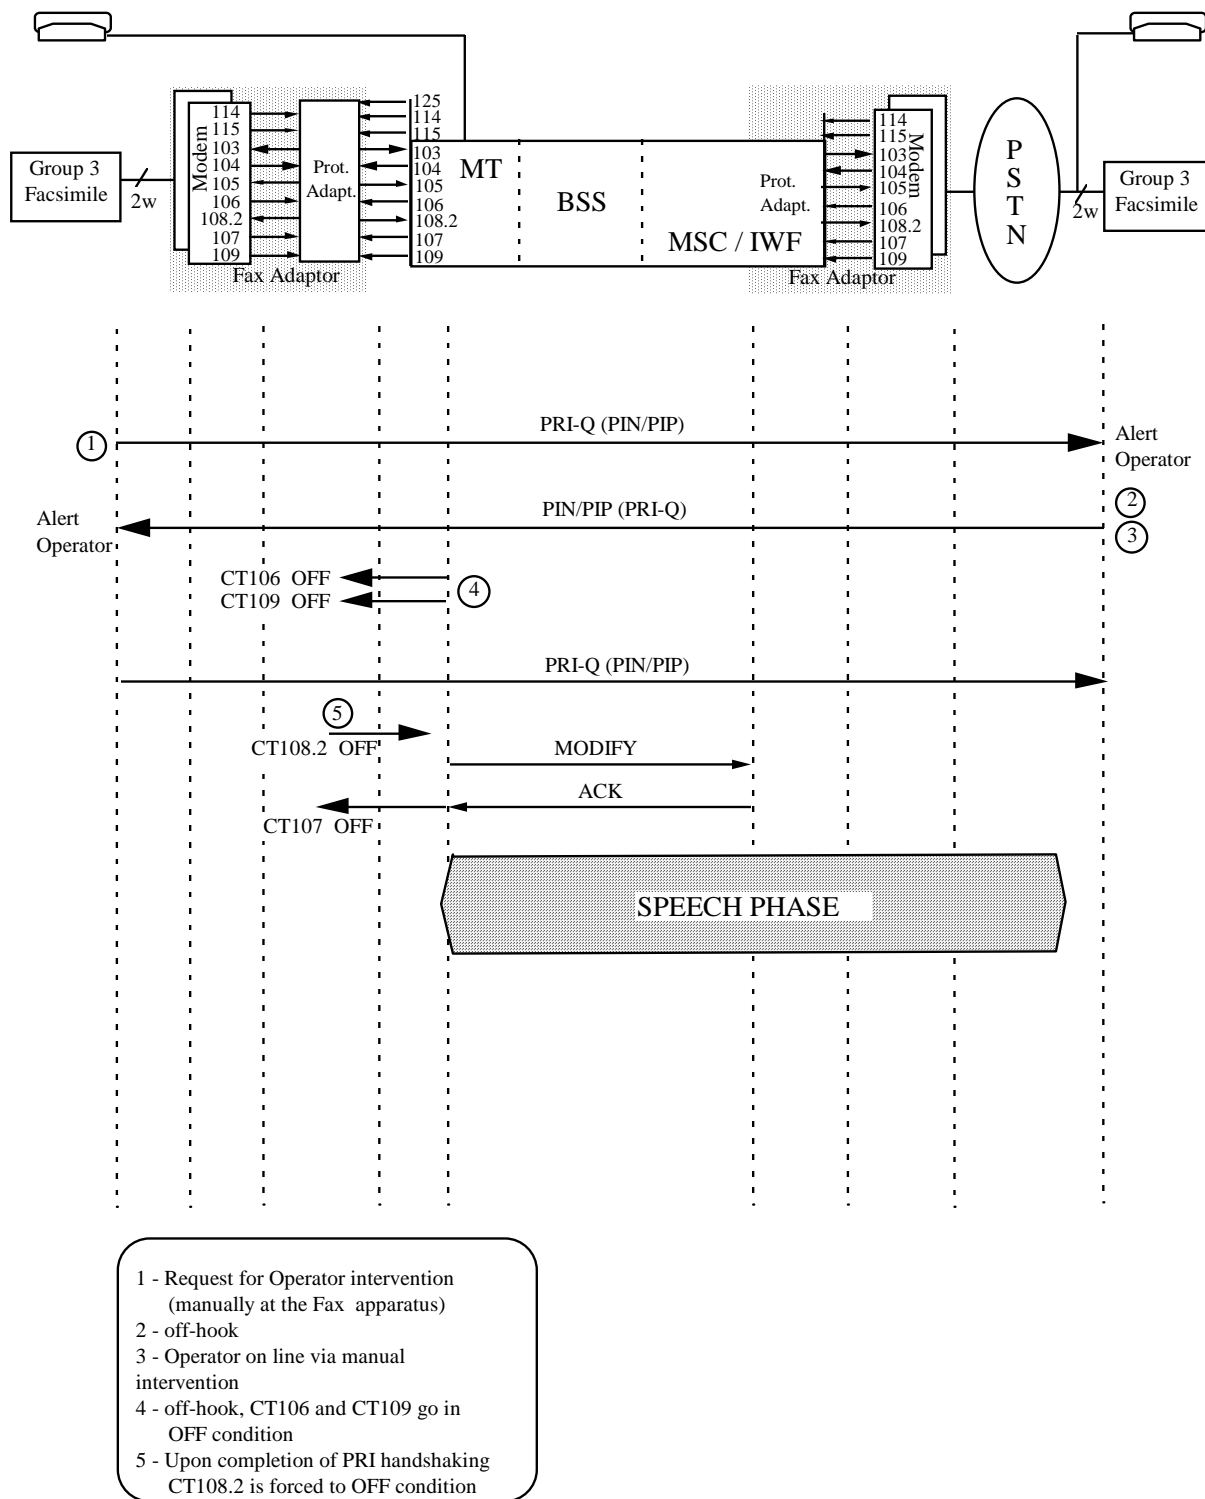 125
114
114
114
115
115
115
103
103
103
104
104
104
105
105
105
106
106
106
108.2
108.2
108.2
107
107
107
109
109
109
Modem
Prot.
Adapt.
MT
BSS
MSC / IWF
Prot.
Adapt.
Modem
P
S
T
N
Group 3
Facsimile
2w
Group 3
Facsimile
2w
Fax Adaptor
Fax Adaptor
1
PRI-Q (PIN/PIP)
Alert
Operator
2
PIN/PIP (PRI-Q)
3
Alert
Operator
CT106 OFF
CT109 OFF
4
PRI-Q (PIN/PIP)
5
CT108.2 OFF
MODIFY
ACK
CT107 OFF
SPEECH PHASE
1 - Request for Operator intervention
(manually at the Fax apparatus)
2 - off-hook
3 - Operator on line via manual
intervention
4 - off-hook, CT106 and CT109 go in
OFF condition
5 - Upon completion of PRI handshaking
CT108.2 is forced to OFF condition